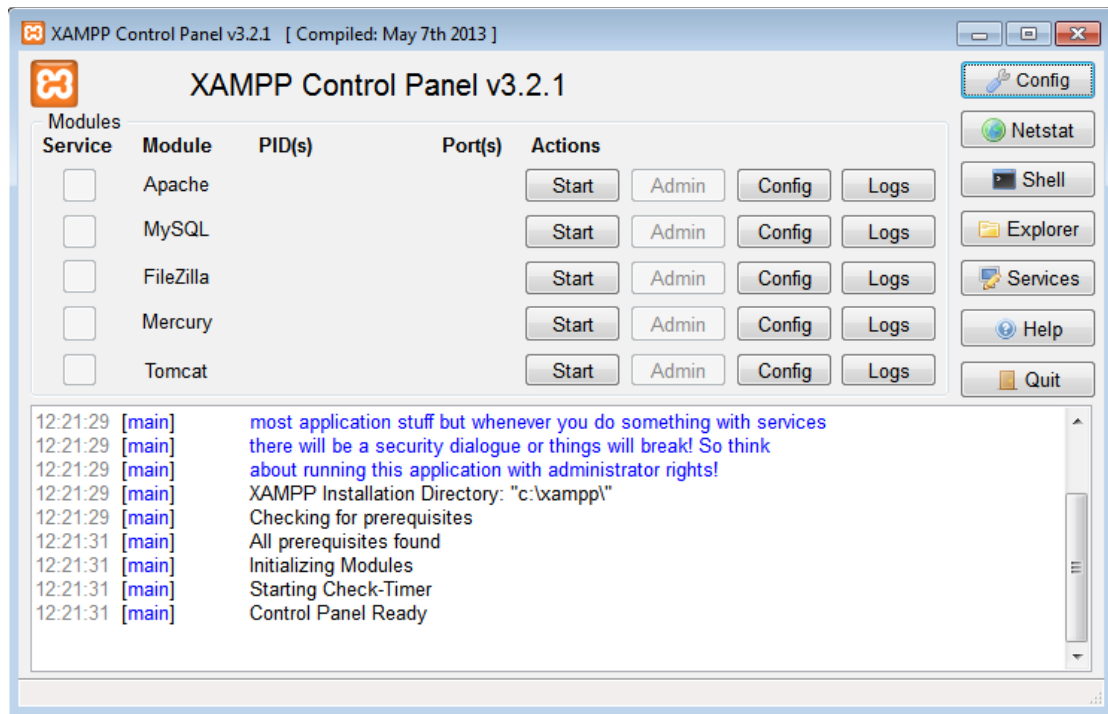 XAMPP Control Panel v3.2.1 [ Compiled: May 7th 2013 ]
XAMPP Control Panel v3.2.1
Config
Modules
Service Module PID(s) Port(s) Actions
Netstat
Apache Start Admin Config Logs
Shell
MySQL Start Admin Config Logs
Explorer
FileZilla Start Admin Config Logs
Services
Mercury Start Admin Config Logs
Help
Tomcat Start Admin Config Logs
Quit
12:21:29 [main] most application stuff but whenever you do something with services
12:21:29 [main] there will be a security dialogue or things will break! So think
12:21:29 [main] about running this application with administrator rights!
12:21:29 [main] XAMPP Installation Directory: "c:\xampp\"
12:21:29 [main] Checking for prerequisites
12:21:31 [main] All prerequisites found
12:21:31 [main] Initializing Modules
12:21:31 [main] Starting Check-Timer
12:21:31 [main] Control Panel Ready